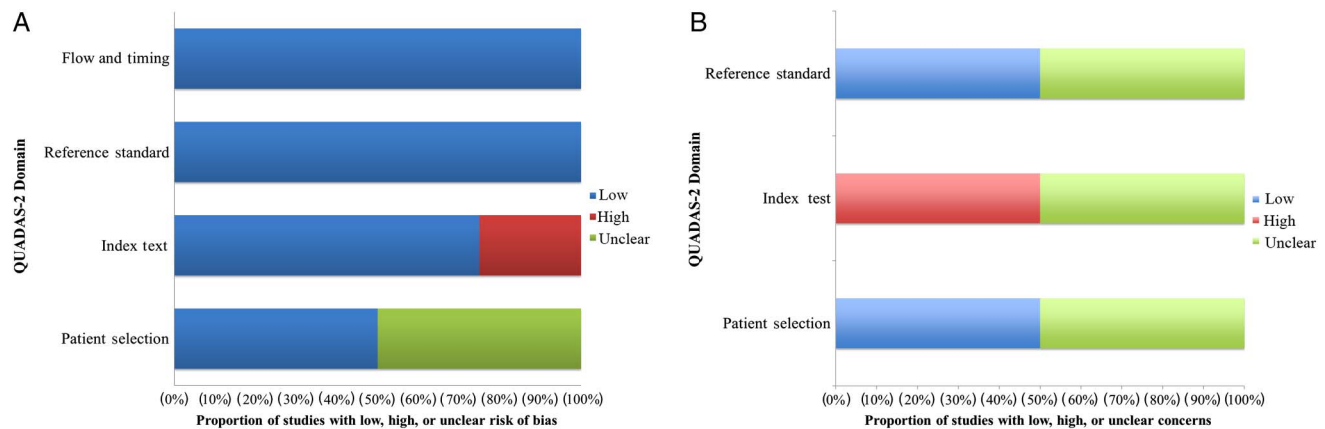 A
QUADAS-2 Domain
Flow and timing
Reference standard
Index text
Patient selection
Low
High
Unclear
(0%) (10%) (20%) (30%) (40%) (50%) (60%) (70%) (80%) (90%) (100%)
Proportion of studies with low, high, or unclear risk of bias
B
QUADAS-2 Domain
Reference standard
Index test
Patient selection
Low
High
Unclear
(0%) (10%) (20%) (30%) (40%) (50%) (60%) (70%) (80%) (90%) (100%)
Proportion of studies with low, high, or unclear concerns